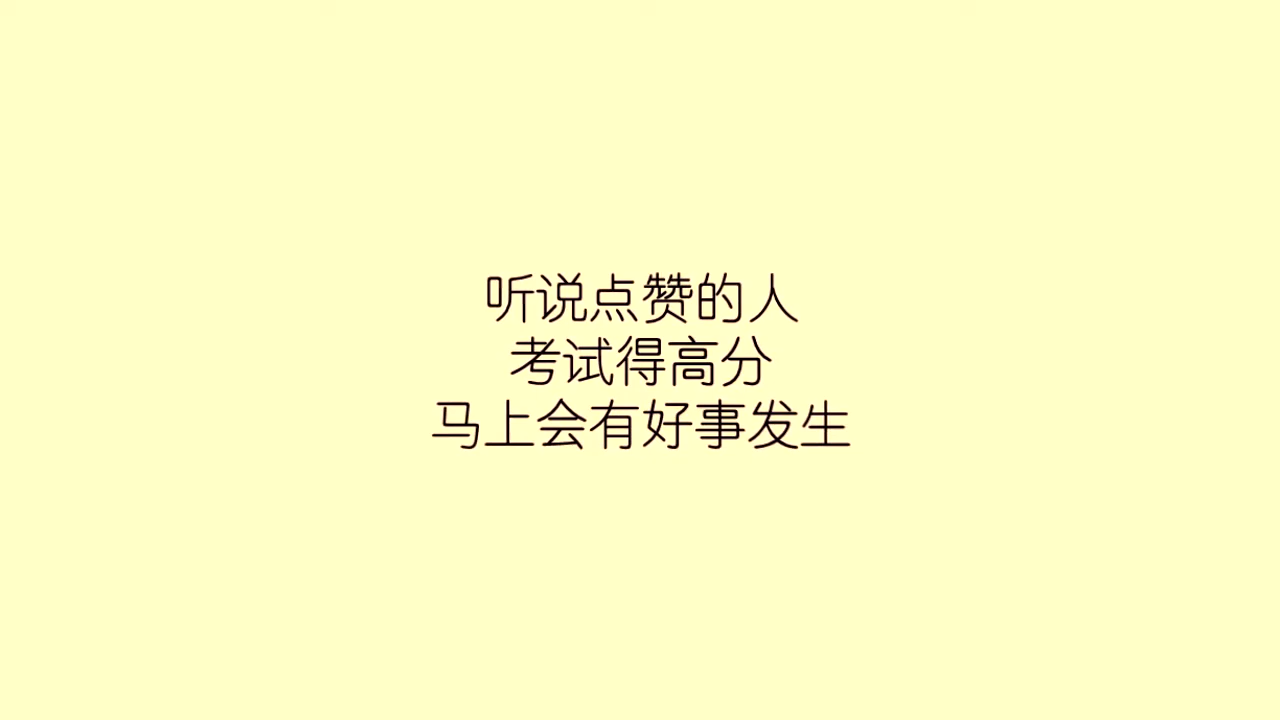 听说点赞的人
考试得高分
马上会有好事发生